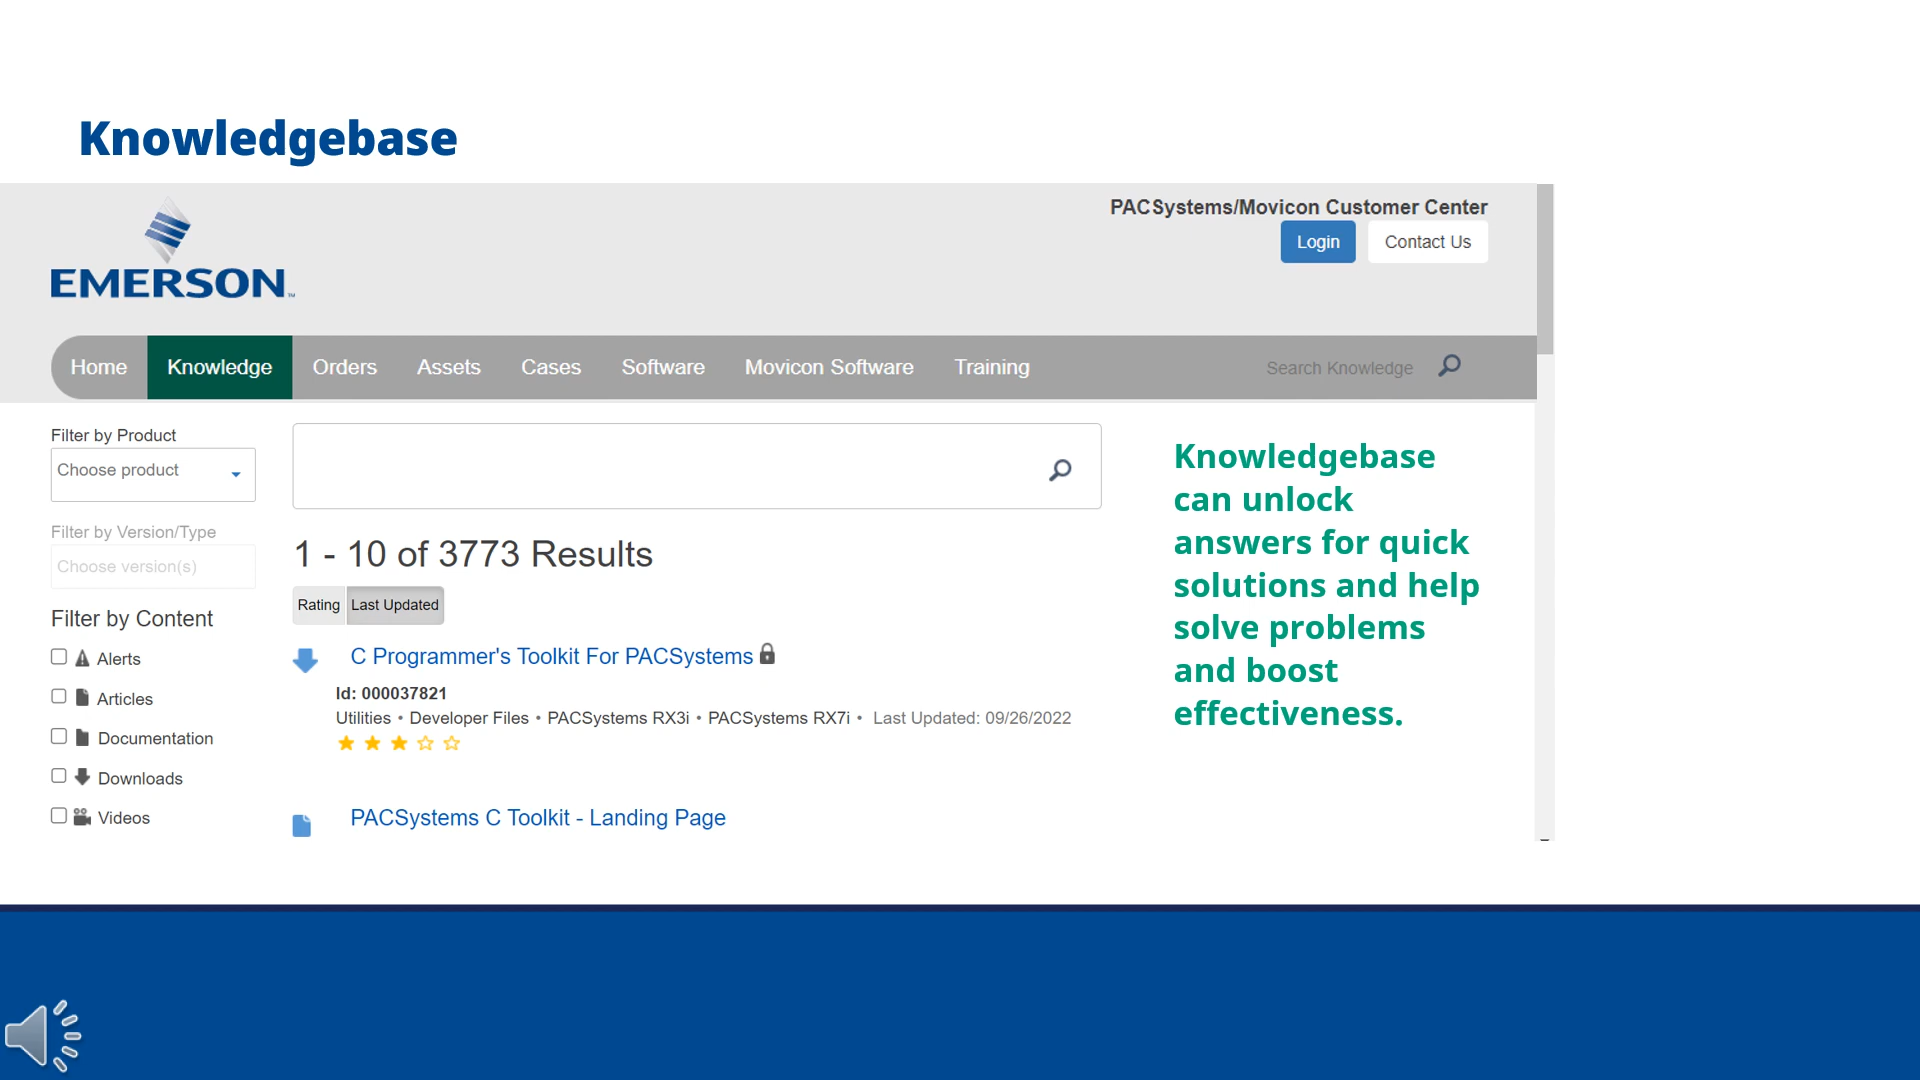 Knowledgebase
EMERSON™
PACSystems/Movicon Customer Center
Login
Contact Us
Home
Knowledge
Orders
Assets
Cases
Software
Movicon Software
Training
Search Knowledge
Filter by Product
Choose product
Filter by Version/Type
Choose version(s)
Filter by Content
Alerts
Articles
Documentation
Downloads
Videos
1 - 10 of 3773 Results
Rating
Last Updated
C Programmer's Toolkit For PACSystems
Id: 000037821
Utilities • Developer Files • PACSystems RX3i • PACSystems RX7i • Last Updated: 09/26/2022
PACSystems C Toolkit - Landing Page
Knowledgebase
can unlock
answers for quick
solutions and help
solve problems
and boost
effectiveness.